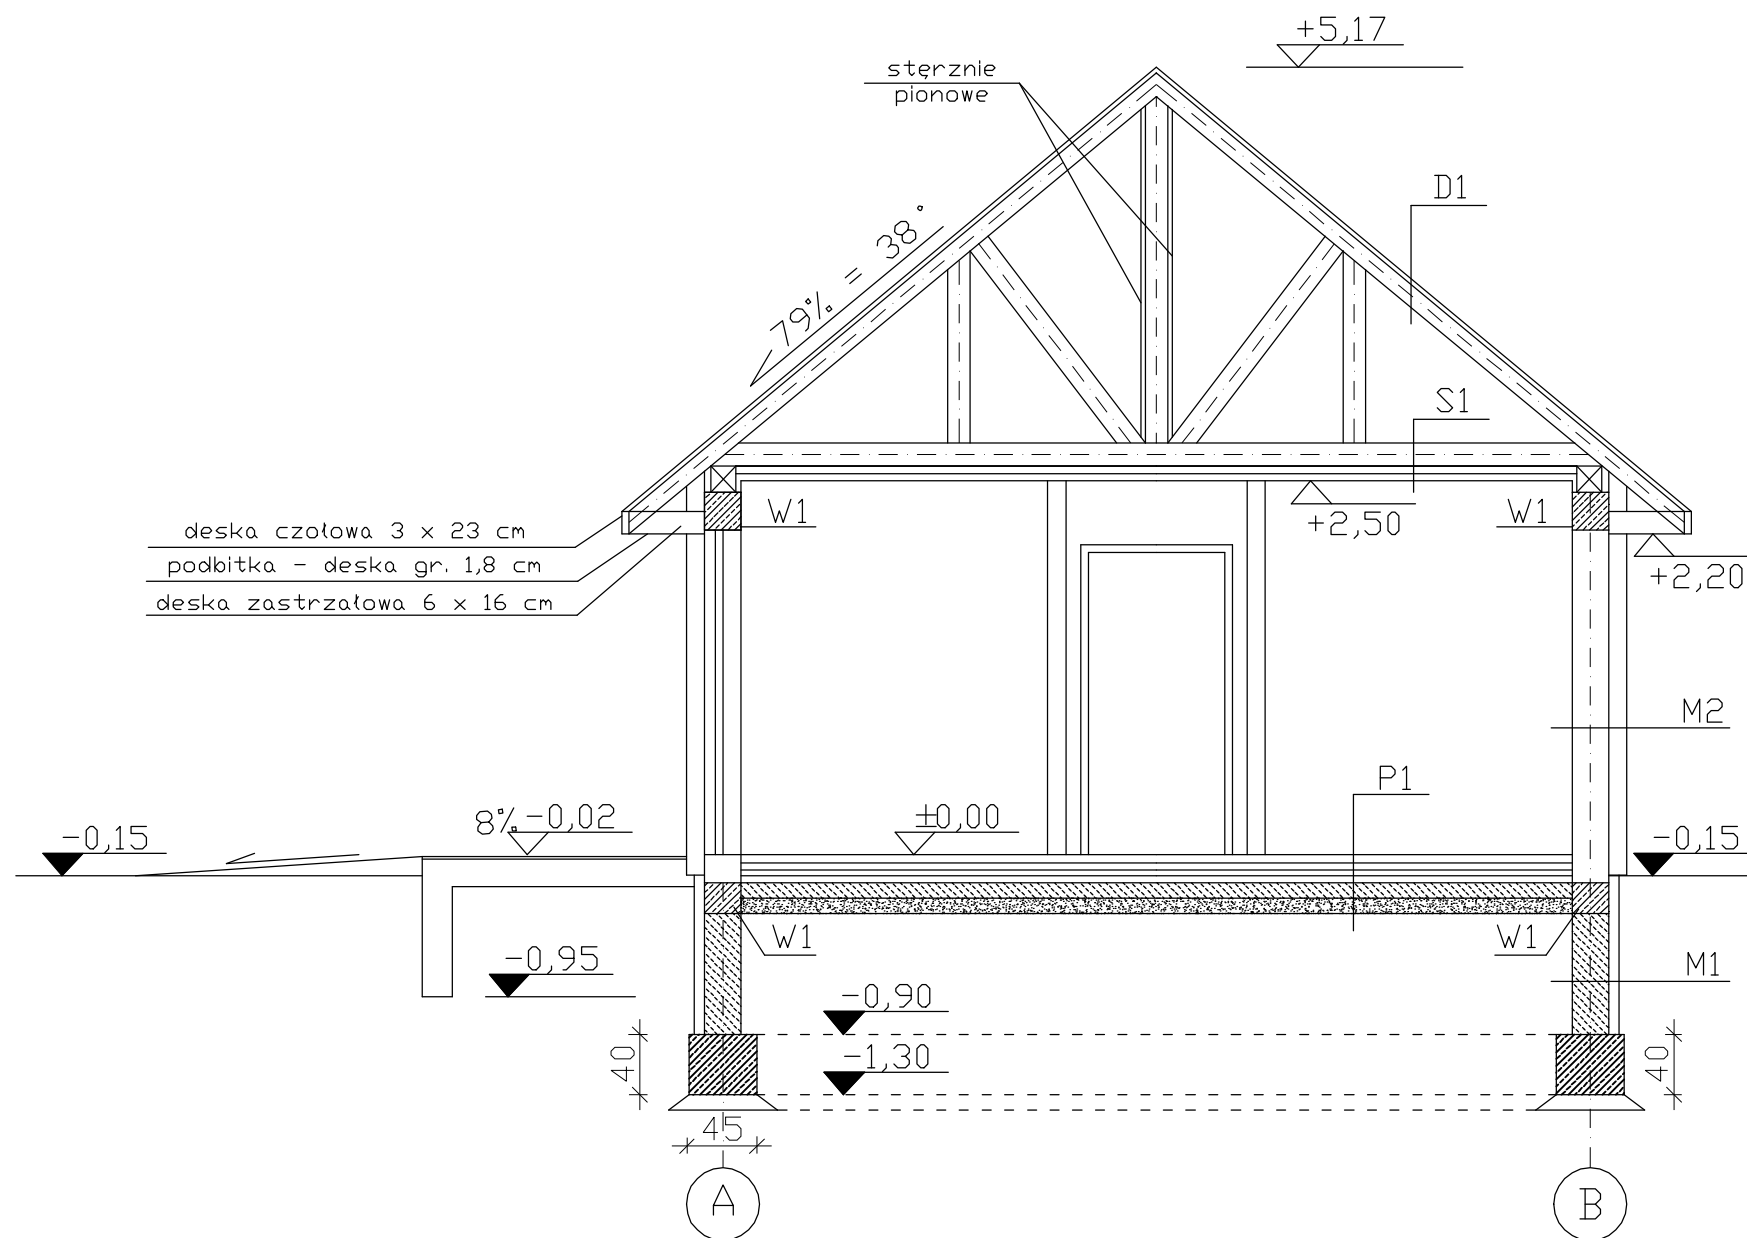 +5,17
stęrznie
pionowe
D1
79% = 38°
S1
W1
+2,50
W1
deska czołowa 3 x 23 cm
podbitka - deska gr. 1,8 cm
deska zastrzałowa 6 x 16 cm
+2,20
M2
P1
8%
-0,02
±0,00
-0,15
-0,15
W1
W1
-0,95
M1
-0,90
-1,30
40
40
45
A
B